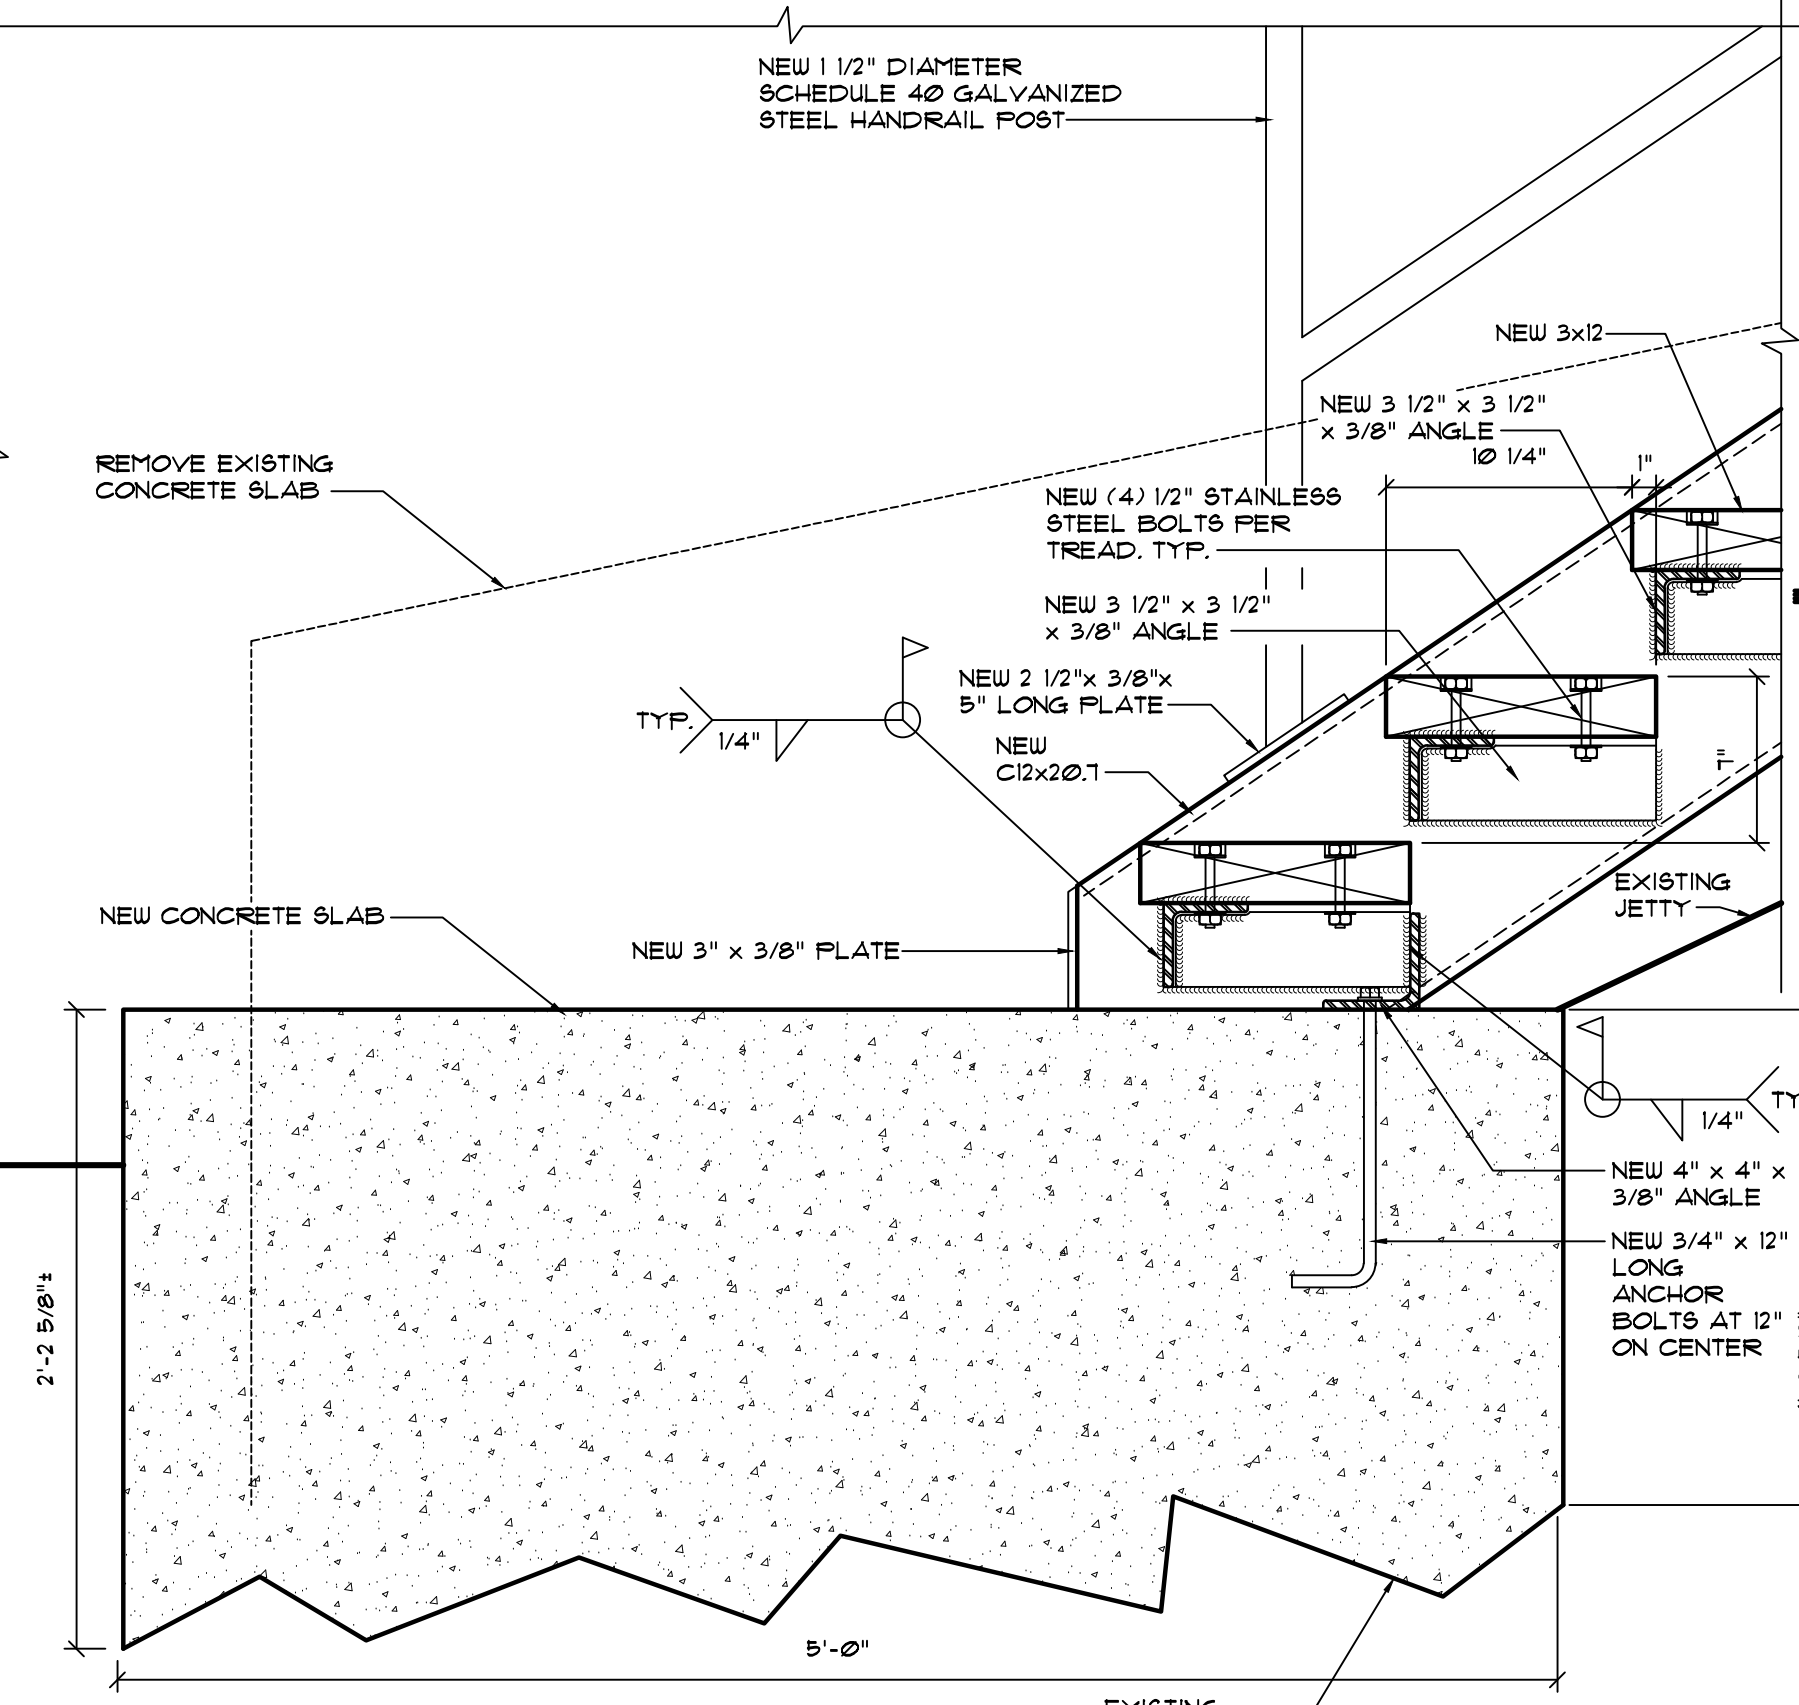 NEW 1 1/2" DIAMETER
SCHEDULE 40 GALVANIZED
STEEL HANDRAIL POST
NEW 3x12
NEW 3 1/2" x 3 1/2"
x 3/8" ANGLE
10 1/4"
1"
REMOVE EXISTING
CONCRETE SLAB
NEW (4) 1/2" STAINLESS
STEEL BOLTS PER
TREAD. TYP.
NEW 3 1/2" x 3 1/2"
x 3/8" ANGLE
NEW 2 1/2"x 3/8"x
5" LONG PLATE
TYP.
1/4"
NEW
C12x20.7
7"
EXISTING
JETTY
NEW CONCRETE SLAB
NEW 3" x 3/8" PLATE
1/4"
NEW 4" x 4" x
3/8" ANGLE
NEW 3/4" x 12"
LONG
ANCHOR
BOLTS AT 12"
ON CENTER
2'-2 5/8"±
5'-0"
EXISTING